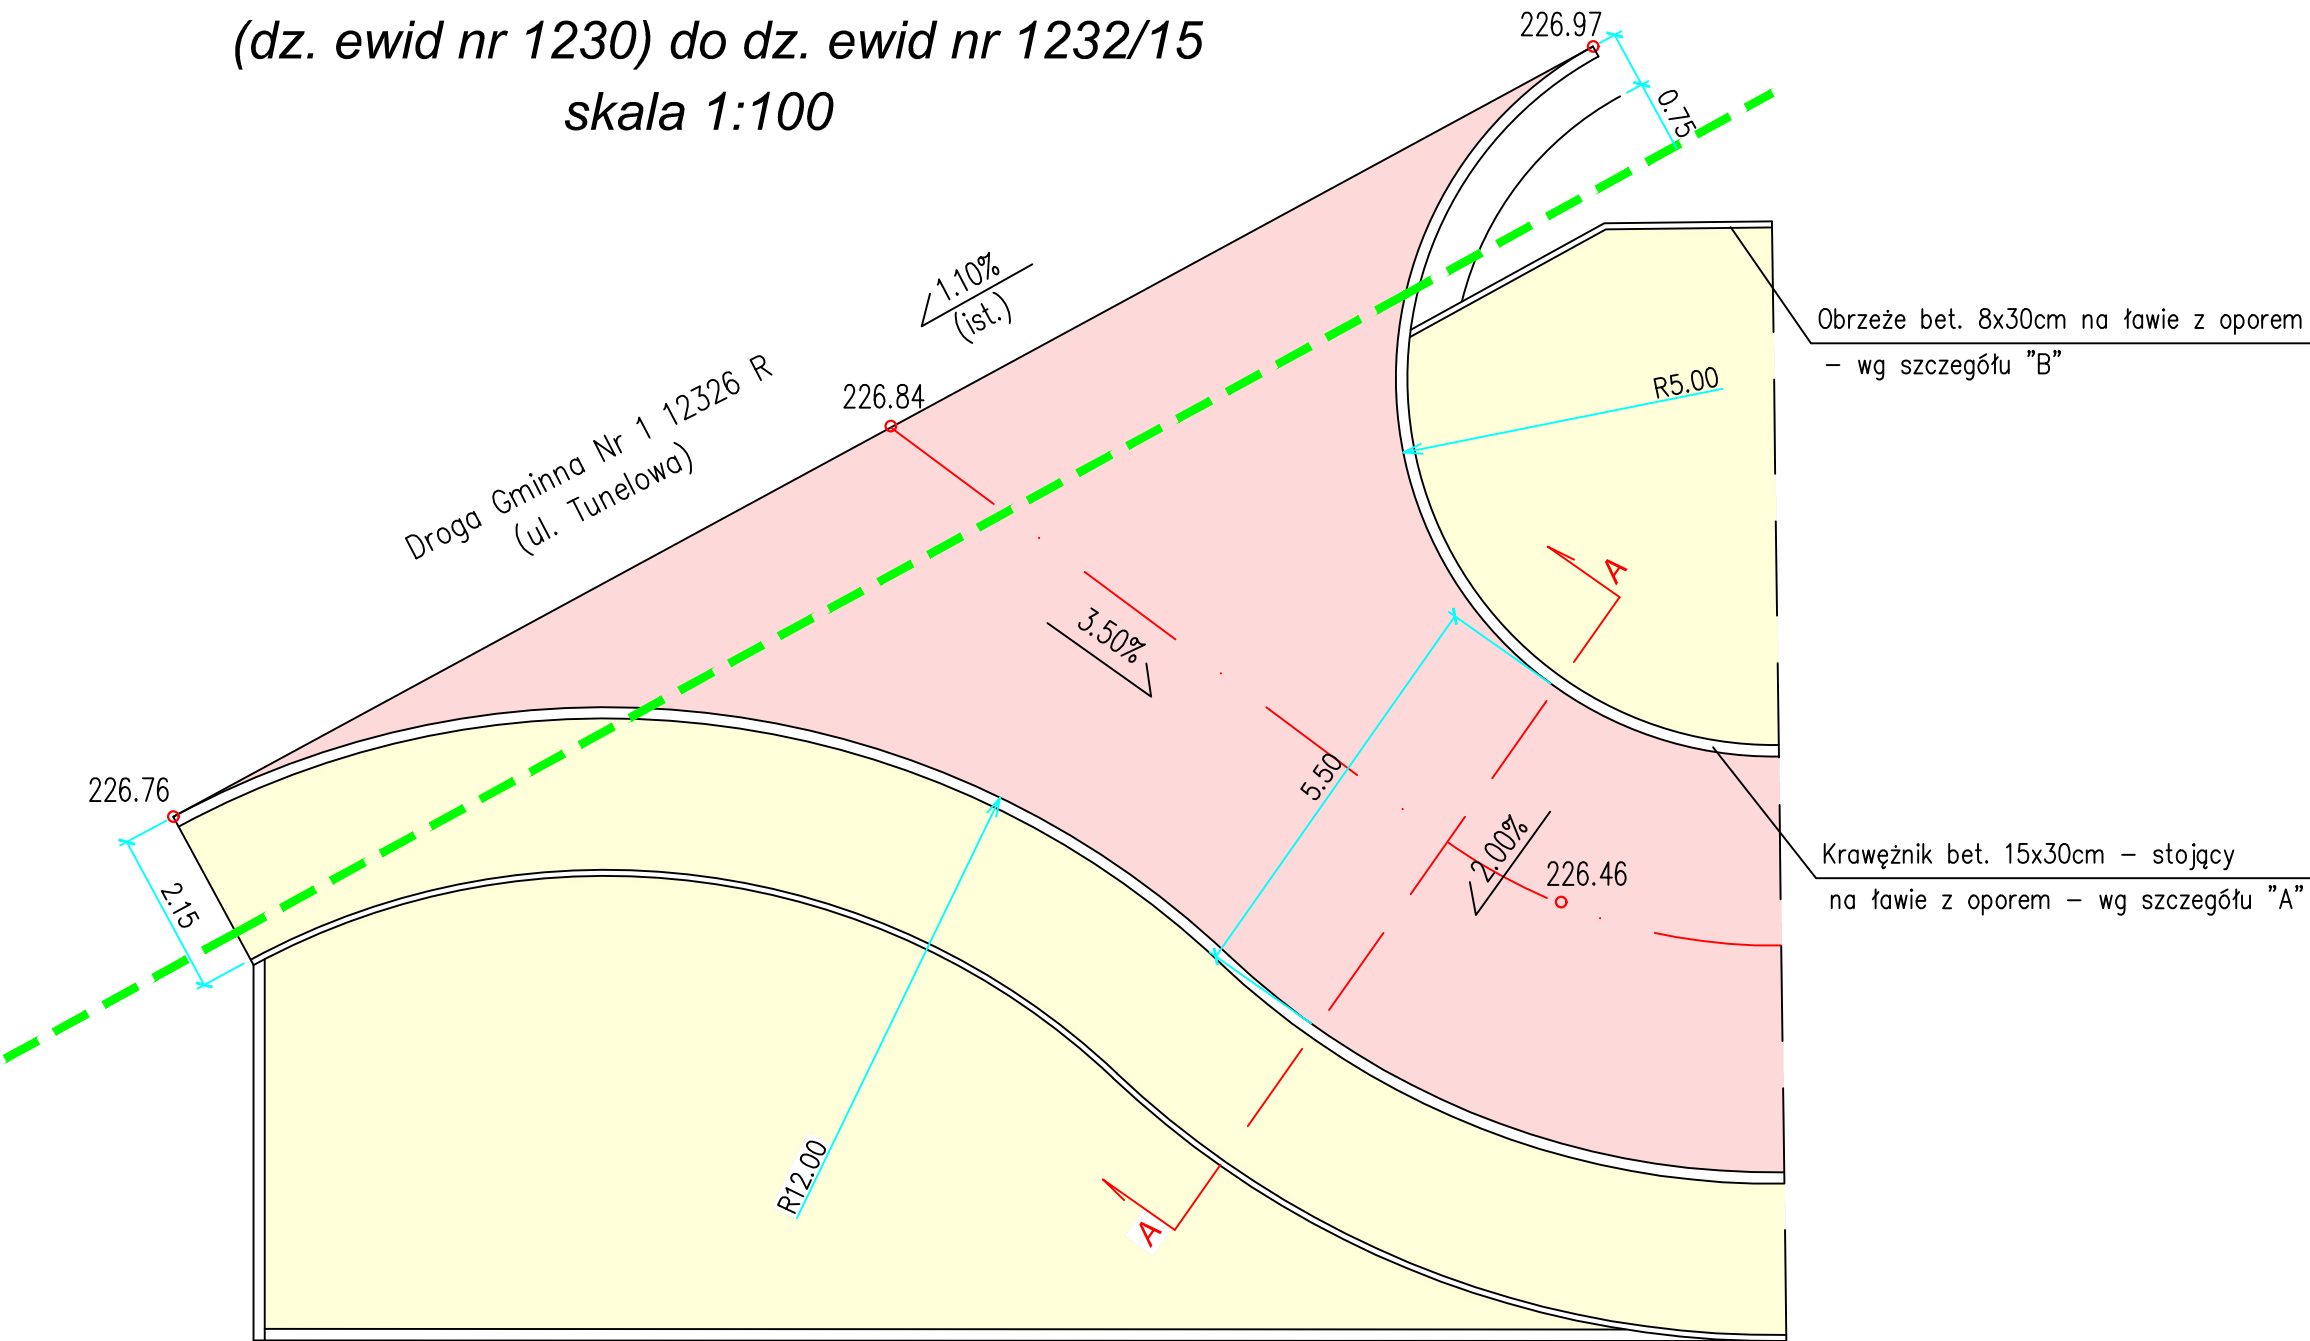 (dz. ewid nr 1230) do dz. ewid nr 1232/15
skala 1:100
226.97
0.75
1.10%
(ist.)
Obrzeże bet. 8x30cm na ławie z oporem
– wg szczegółu "B"
Droga Gminna Nr 1 12326 R
(ul. Tunelowa)
226.84
R5.00
A
3.50%
226.76
5.50
2.15
2.00%
226.46
Krawężnik bet. 15x30cm – stojący
na ławie z oporem – wg szczegółu "A"
R12.00
A